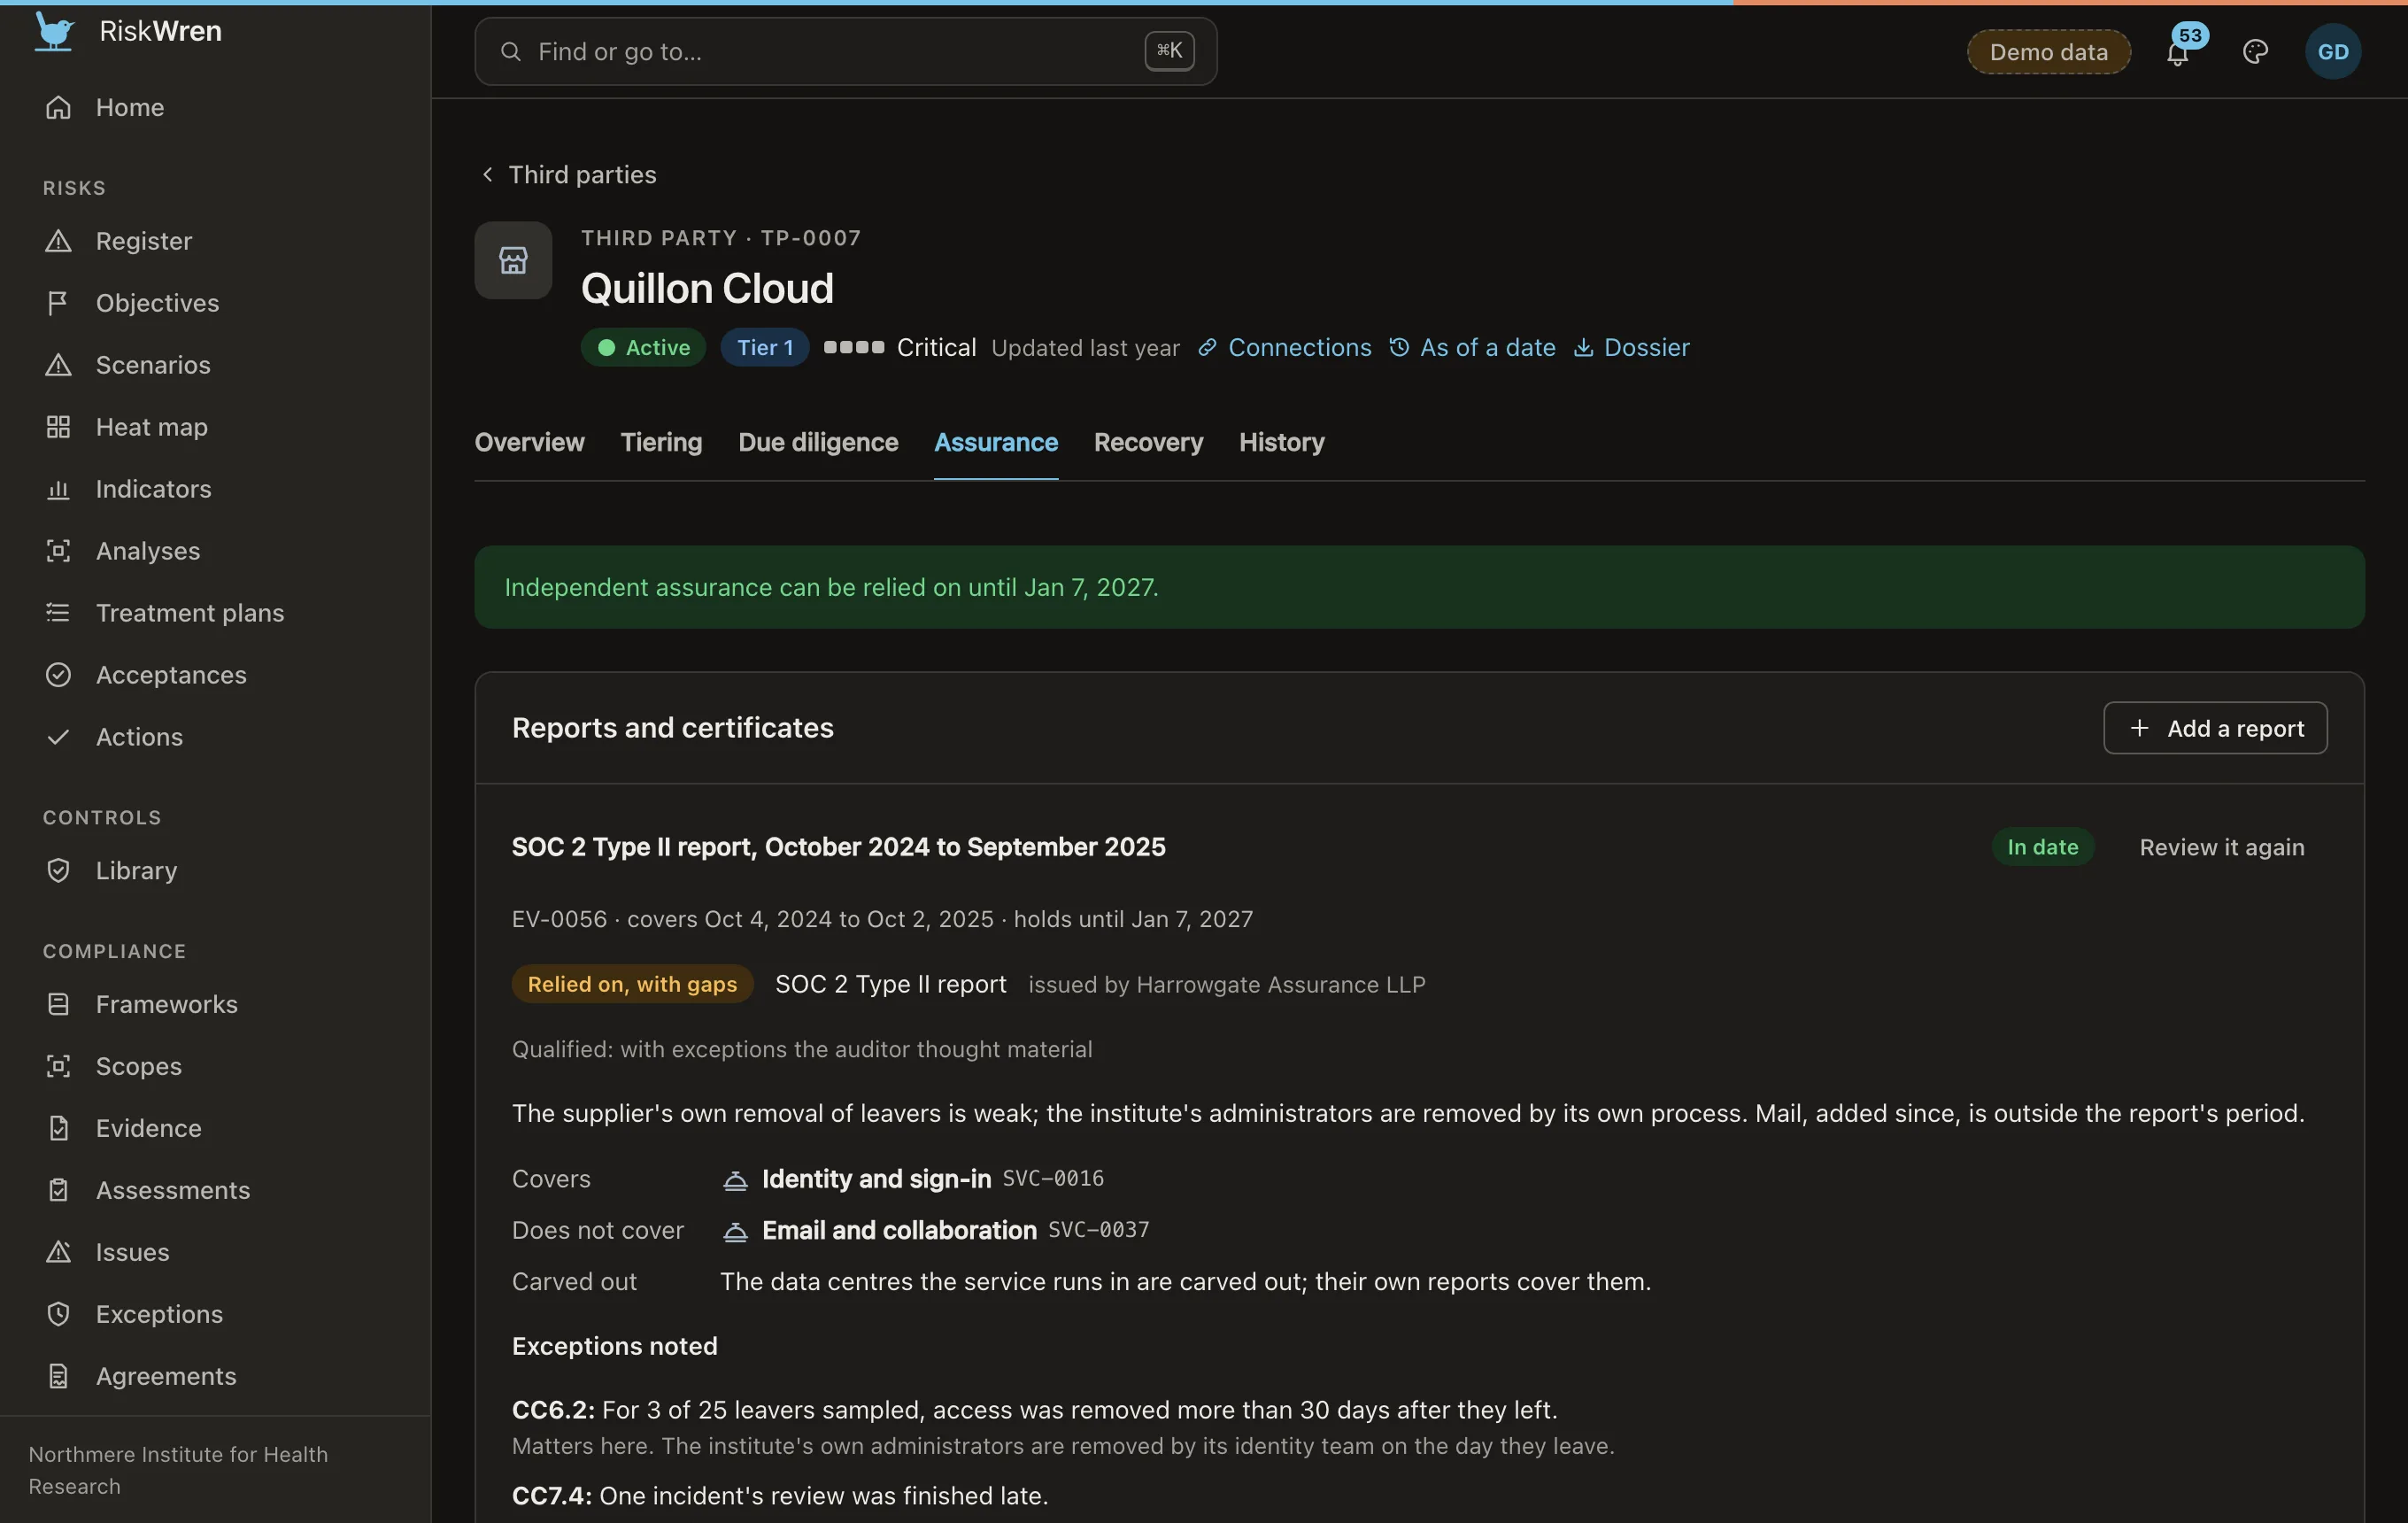 RiskWren
Find or go to...
⌘K
Demo data
53
GD
Home
RISKS
Register
Objectives
Scenarios
Heat map
Indicators
Analyses
Treatment plans
Acceptances
Actions
CONTROLS
Library
COMPLIANCE
Frameworks
Scopes
Evidence
Assessments
Issues
Exceptions
Agreements
Northmere Institute for Health
Research
Third parties
THIRD PARTY · TP-0007
Quillon Cloud
Active Tier 1 Critical Updated last year Connections As of a date Dossier
Overview Tiering Due diligence Assurance Recovery History
Independent assurance can be relied on until Jan 7, 2027.
Reports and certificates
Add a report
SOC 2 Type II report, October 2024 to September 2025
In date Review it again
EV-0056 · covers Oct 4, 2024 to Oct 2, 2025 · holds until Jan 7, 2027
Relied on, with gaps SOC 2 Type II report issued by Harrowgate Assurance LLP
Qualified: with exceptions the auditor thought material
The supplier's own removal of leavers is weak; the institute's administrators are removed by its own process. Mail, added since, is outside the report's period.
Covers Identity and sign-in SVC-0016
Does not cover Email and collaboration SVC-0037
Carved out The data centres the service runs in are carved out; their own reports cover them.
Exceptions noted
CC6.2: For 3 of 25 leavers sampled, access was removed more than 30 days after they left.
Matters here. The institute's own administrators are removed by its identity team on the day they leave.
CC7.4: One incident's review was finished late.